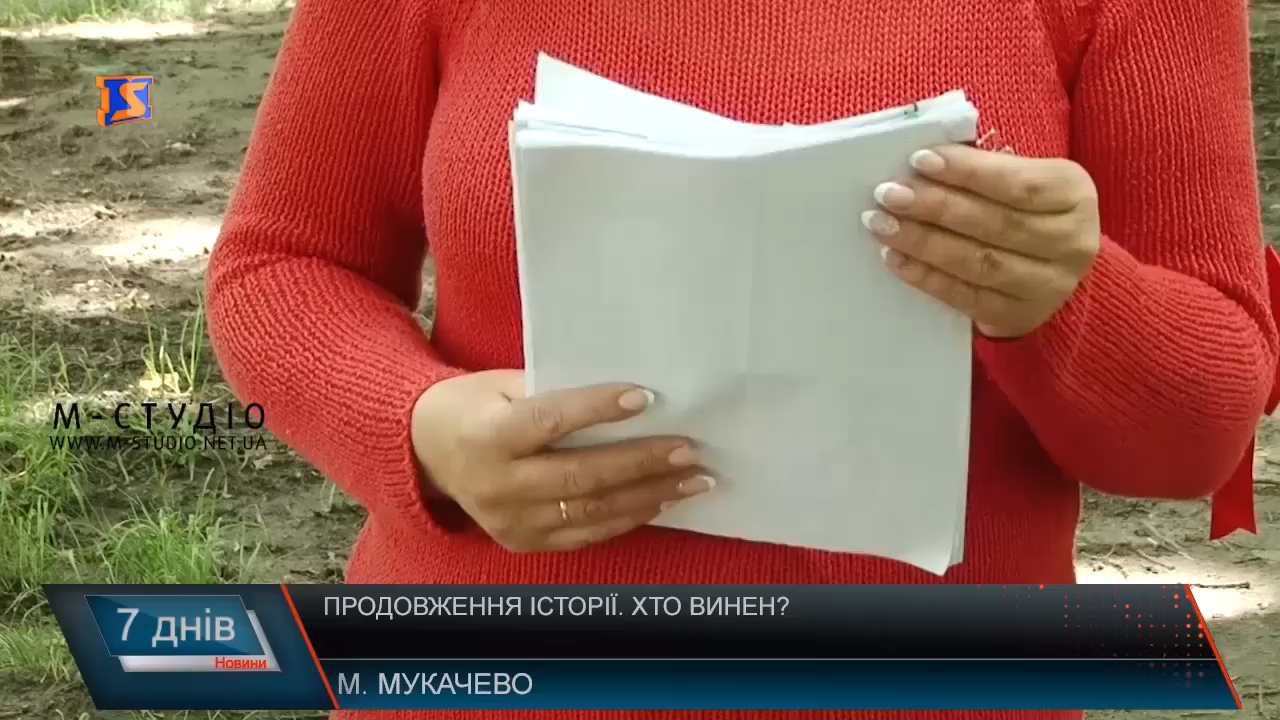 М-СТУДІО
WWW.M-STUDIO.NET.UA
7 днів
Новини
ПРОДОВЖЕННЯ ІСТОРІЇ. ХТО ВИНЕН?
М. МУКАЧЕВО